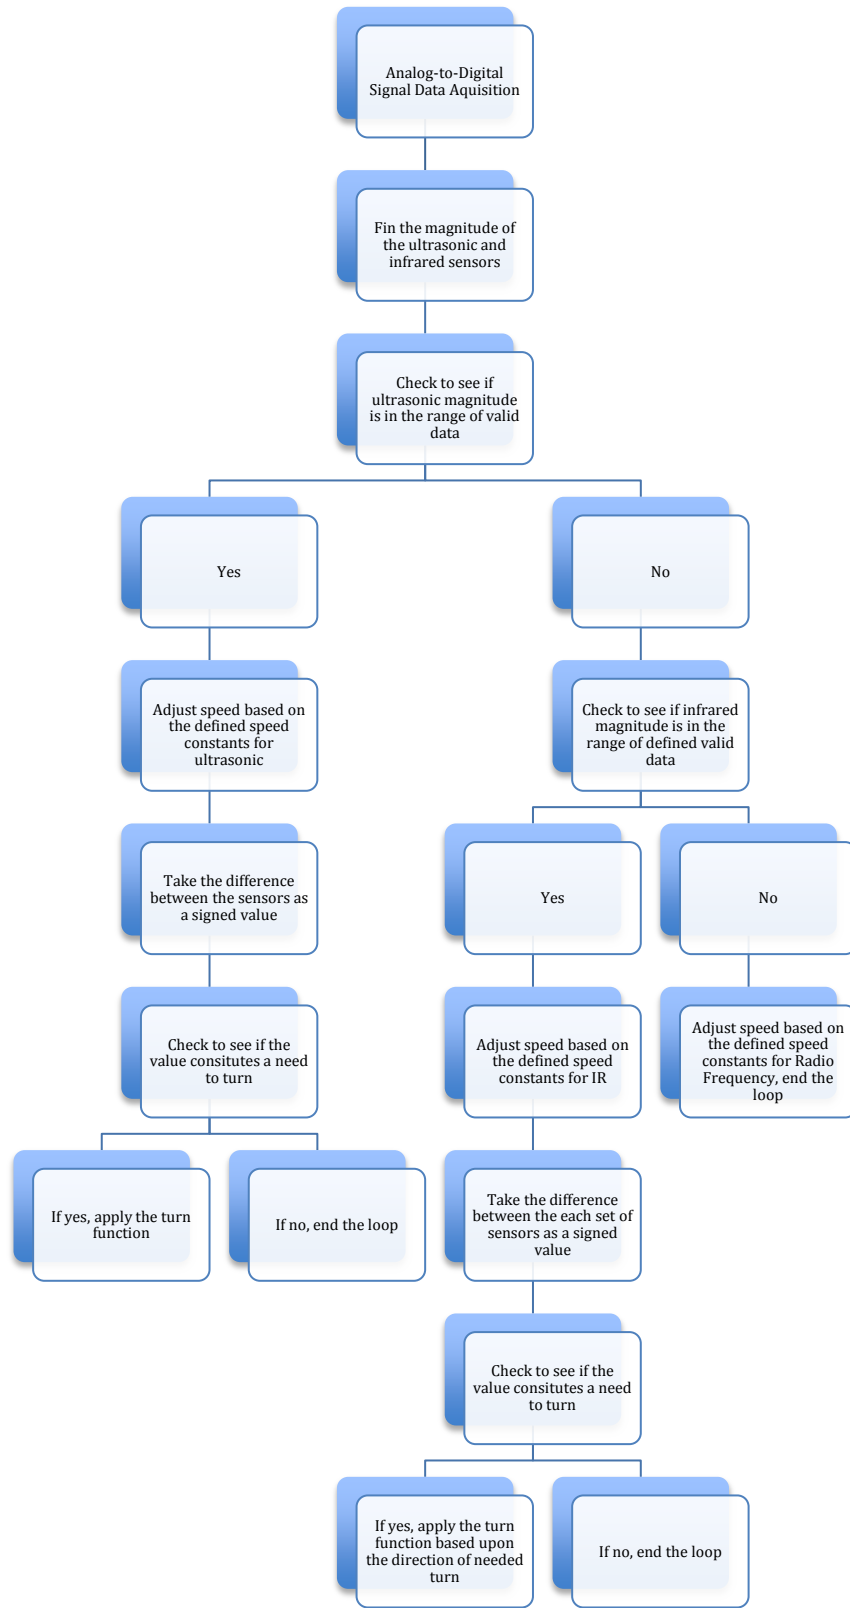 Analog-to-Digital
Signal Data Aquisition
Fin the magnitude of
the ultrasonic and
infrared sensors
Check to see if
ultrasonic magnitude
is in the range of valid
data
Yes
No
Adjust speed based on
the defined speed
constants for
ultrasonic
Check to see if infrared
magnitude is in the
range of defined valid
data
Take the difference
between the sensors as
a signed value
Yes
No
Check to see if the
value consitutes a need
to turn
Adjust speed based on
the defined speed
constants for IR
Adjust speed based on
the defined speed
constants for Radio
Frequency, end the
loop
If yes, apply the turn
function
If no, end the loop
Take the difference
between the each set of
sensors as a signed
value
Check to see if the
value consitutes a need
to turn
If yes, apply the turn
function based upon
the direction of needed
turn
If no, end the loop